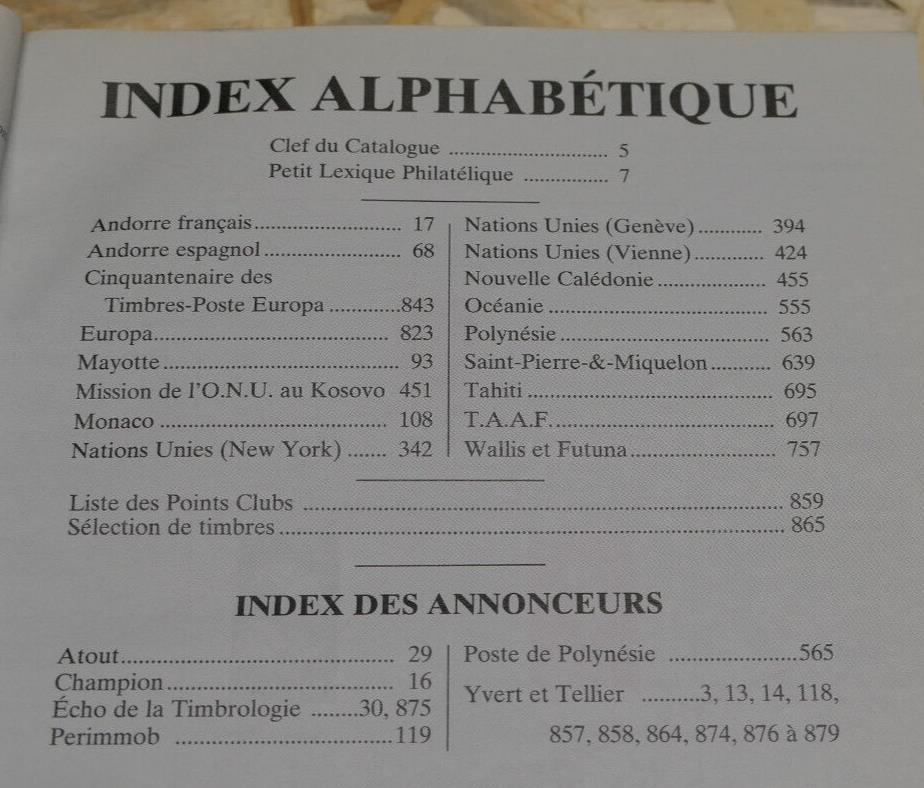 INDEX ALPHABÉTIQUE
Clef du Catalogue ............................ 5
Petit Lexique Philatélique ............... 7
Andorre français.......................... 17
Andorre espagnol ........................ 68
Cinquantenaire des
Timbres-Poste Europa ............843
Europa......................................... 823
Mayotte ......................................... 93
Mission de l'O.N.U. au Kosovo 451
Monaco ....................................... 108
Nations Unies (New York) ....... 342
Nations Unies (Genève)........... 394
Nations Unies (Vienne)............ 424
Nouvelle Calédonie ................... 455
Océanie ...................................... 555
Polynésie .................................... 563
Saint-Pierre-&-Miquelon........... 639
Tahiti .......................................... 695
T.A.A.F....................................... 697
Wallis et Futuna......................... 757
Liste des Points Clubs .................................................................................. 859
Sélection de timbres...................................................................................... 865
INDEX DES ANNONCEURS
Atout.............................................. 29
Champion....................................... 16
Écho de la Timbrologie ........30, 875
Perimmob .....................................119
Poste de Polynésie ......................565
Yvert et Tellier ..........3, 13, 14, 118,
857, 858, 864, 874, 876 à 879